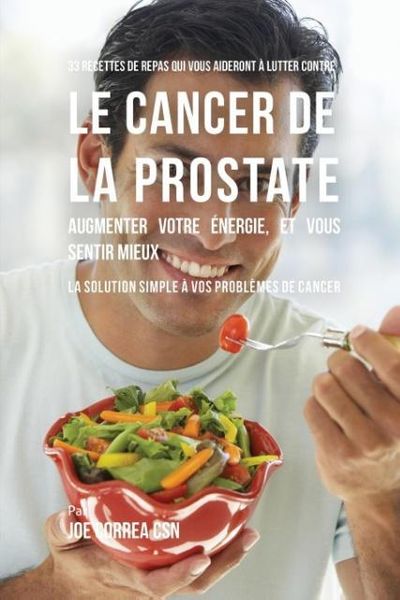 33 RECETTES DE REPAS QUI VOUS AIDERONT À LUTTER CONTRE
LE CANCER DE
LA PROSTATE
AUGMENTER VOTRE ÉNERGIE, ET VOUS
SENTIR MIEUX
LA SOLUTION SIMPLE À VOS PROBLÈMES DE CANCER
Par
JOE CORREA CSN